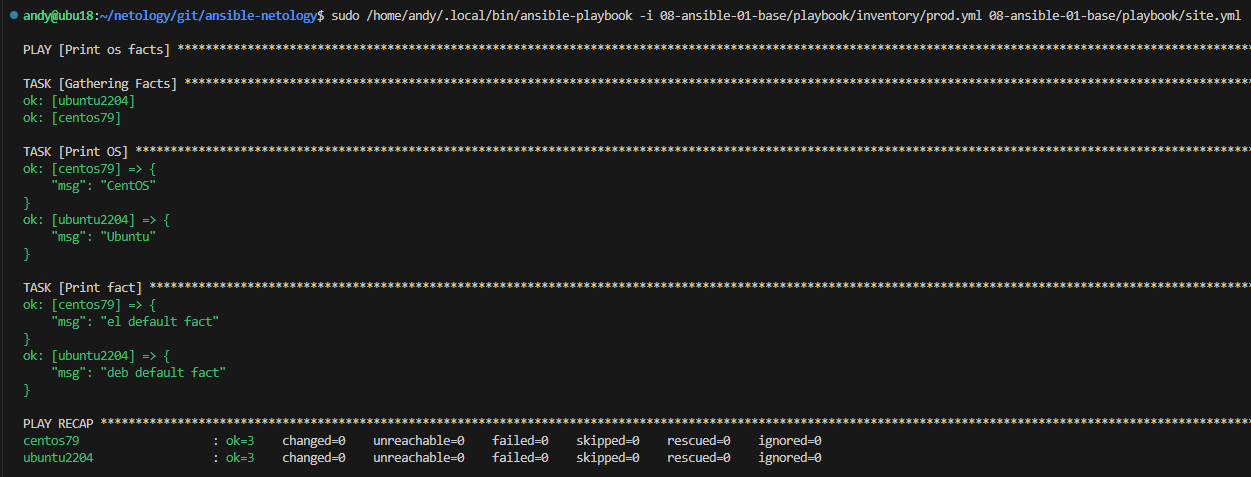 andy@ubu18:~/netology/git/ansible-netology$ sudo /home/andy/.local/bin/ansible-playbook -i 08-ansible-01-base/playbook/inventory/prod.yml 08-ansible-01-base/playbook/site.yml
PLAY [Print os facts] ****************************************************************************************************************************************************
TASK [Gathering Facts] ***************************************************************************************************************************************************
ok: [ubuntu2204]
ok: [centos79]
TASK [Print OS] **********************************************************************************************************************************************************
ok: [centos79] => {
    "msg": "CentOS"
}
ok: [ubuntu2204] => {
    "msg": "Ubuntu"
}
TASK [Print fact] ********************************************************************************************************************************************************
ok: [centos79] => {
    "msg": "el default fact"
}
ok: [ubuntu2204] => {
    "msg": "deb default fact"
}
PLAY RECAP ***************************************************************************************************************************************************************
centos79                   : ok=3    changed=0    unreachable=0    failed=0    skipped=0    rescued=0    ignored=0
ubuntu2204                 : ok=3    changed=0    unreachable=0    failed=0    skipped=0    rescued=0    ignored=0